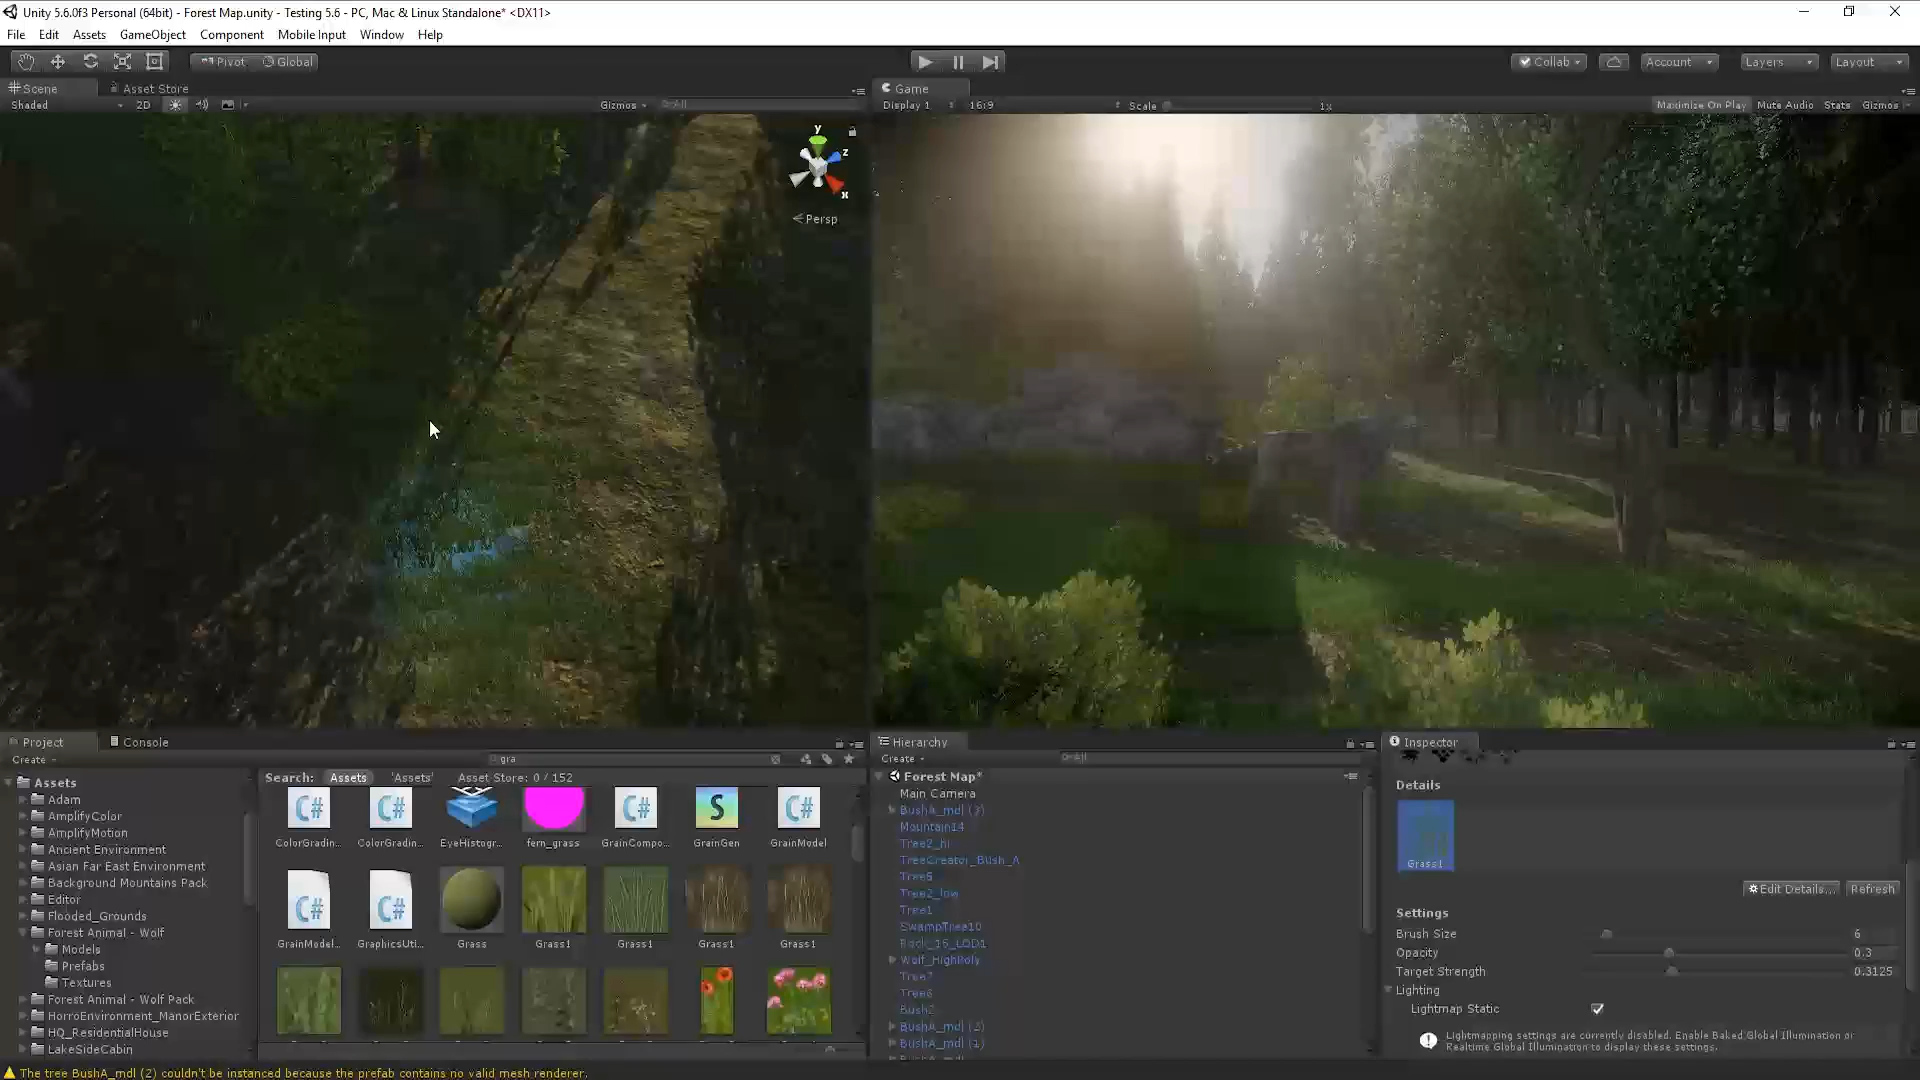 Unity 5.6.0f3 Personal (64bit) - Forest Map.unity - Testing 5.6 - PC, Mac & Linux Standalone* <DX11>
File Edit Assets GameObject Component Mobile Input Window Help
Pivot Global Collab Account Layers Layout
Scene Asset Store
Shaded 2D Gizmos All
Game
Display 1 16:9 Scale 1x Maximize On Play Mute Audio Stats Gizmos
y
z
x
Persp
Project Console
Create gra
Assets
Adam
AmplifyColor
AmplifyMotion
Ancient Environment
Asian Far East Environment
Background Mountains Pack
Editor
Flooded_Grounds
Forest Animal - Wolf
Models
Prefabs
Textures
Forest Animal - Wolf Pack
HorroEnvironment_ManorExterior
HQ_ResidentialHouse
LakeSideCabin
Search: Assets 'Assets' Asset Store: 0 / 152
C# C# C# S C#
ColorGradin... ColorGradin... EyeHistogr... fern_grass GrainCompo... GrainGen GrainModel
C# C#
GrainModel... GraphicsUti... Grass Grass1 Grass1 Grass1 Grass1
Hierarchy
Create All
Forest Map*
Main Camera
BushA_mdl (3)
Mountain14
Tree2_hi
TreeCreator_Bush_A
Tree5
Tree2_low
Tree1
SwampTree10
Rock_15_LOD1
Wolf_HighPoly
Tree7
Tree6
Bush2
BushA_mdl (2)
BushA_mdl (1)
BushA_mdl
Inspector
Details
Grass1
Edit Details... Refresh
Settings
Brush Size 6
Opacity 0.3
Target Strength 0.3125
Lighting
Lightmap Static
Lightmapping settings are currently disabled. Enable Baked Global Illumination or
Realtime Global Illumination to display these settings.
The tree BushA_mdl (2) couldn't be instanced because the prefab contains no valid mesh renderer.